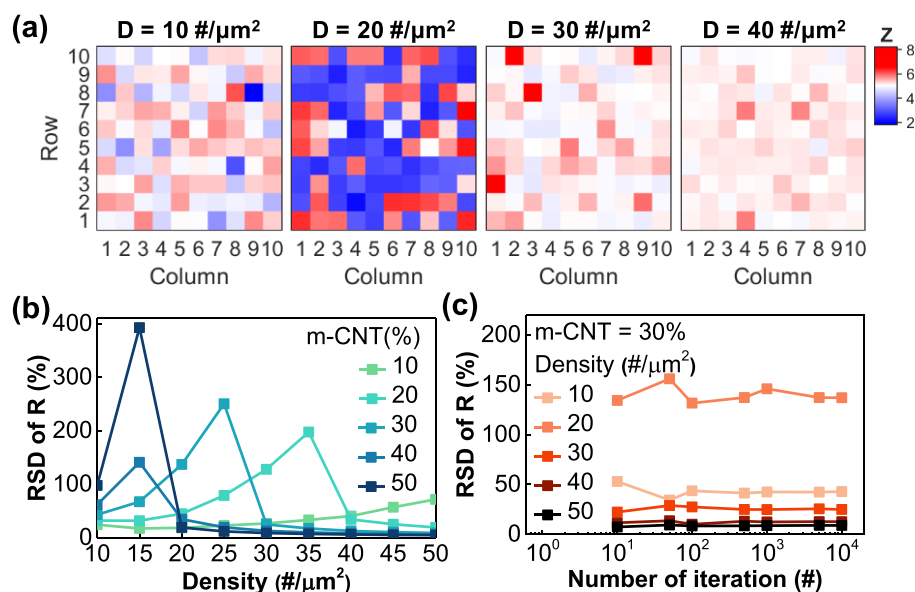 (a)
D = 10 #/μm²
D = 20 #/μm²
D = 30 #/μm²
D = 40 #/μm²
Z
8
6
4
2
Row
10
9
8
7
6
5
4
3
2
1
1 2 3 4 5 6 7 8 9 10
1 2 3 4 5 6 7 8 9 10
1 2 3 4 5 6 7 8 9 10
1 2 3 4 5 6 7 8 9 10
Column
Column
Column
Column
(b)
RSD of R (%)
400
300
200
100
0
m-CNT(%)
10
20
30
40
50
10 15 20 25 30 35 40 45 50
Density (#/μm²)
(c)
RSD of R (%)
200
150
100
50
0
m-CNT = 30%
Density (#/μm²)
10
20
30
40
50
10⁰ 10¹ 10² 10³ 10⁴
Number of iteration (#)